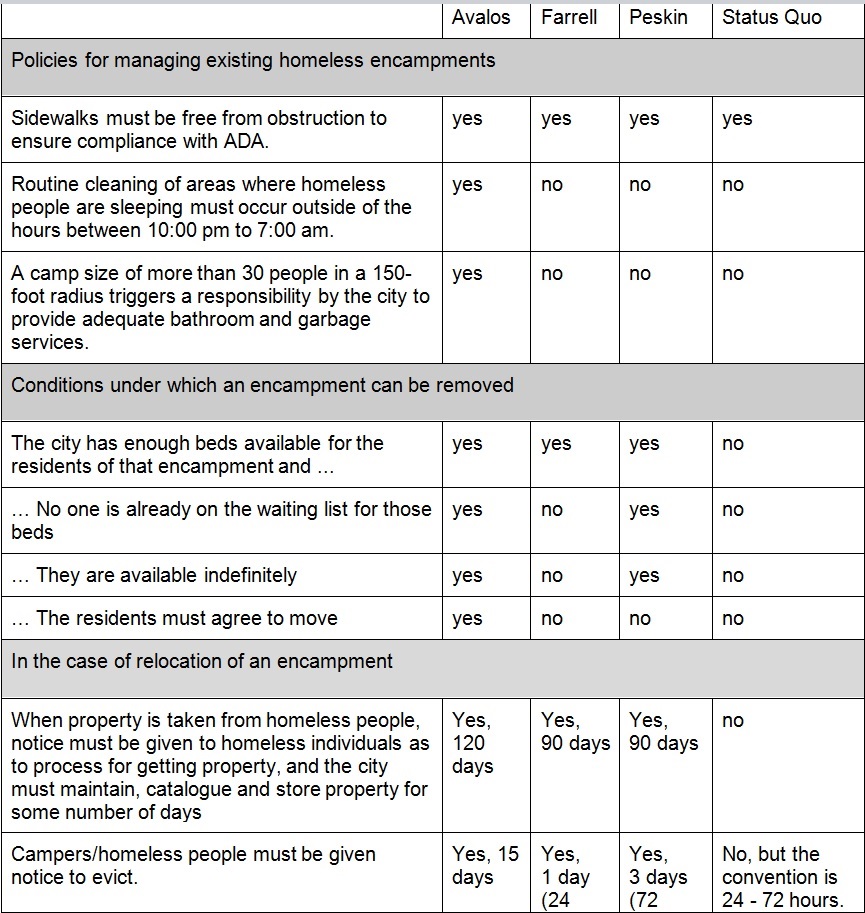 Avalos Farrell Peskin Status Quo
Policies for managing existing homeless encampments
Sidewalks must be free from obstruction to
ensure compliance with ADA.
yes yes yes yes
Routine cleaning of areas where homeless
people are sleeping must occur outside of the
hours between 10:00 pm to 7:00 am.
yes no no no
A camp size of more than 30 people in a 150-
foot radius triggers a responsibility by the city to
provide adequate bathroom and garbage
services.
yes no no no
Conditions under which an encampment can be removed
The city has enough beds available for the
residents of that encampment and …
yes yes yes no
… No one is already on the waiting list for those
beds
yes no yes no
… They are available indefinitely
yes no yes no
… The residents must agree to move
yes no no no
In the case of relocation of an encampment
When property is taken from homeless people,
notice must be given to homeless individuals as
to process for getting property, and the city
must maintain, catalogue and store property for
some number of days
Yes,
120
days
Yes,
90 days
Yes,
90 days
no
Campers/homeless people must be given
notice to evict.
Yes, 15
days
Yes,
1 day
(24
Yes,
3 days
(72
No, but the
convention is
24 - 72 hours.